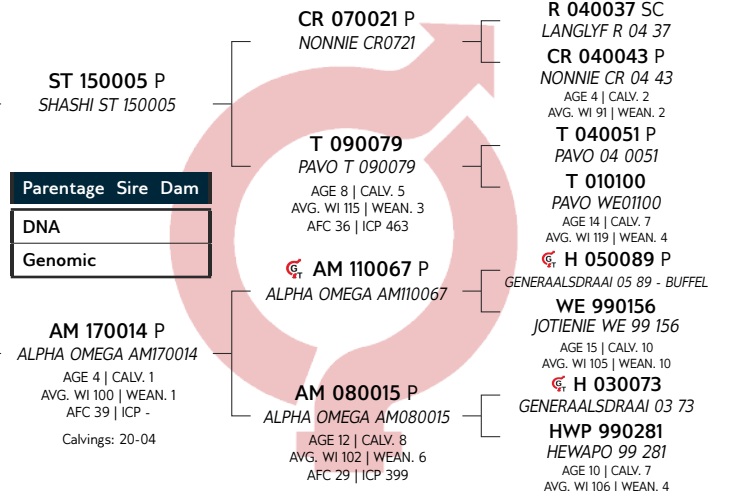 ST 150005 P
SHASHI ST 150005
Parentage Sire Dam
DNA
Genomic
AM 170014 P
ALPHA OMEGA AM170014
AGE 4 | CALV. 1
AVG. WI 100 | WEAN. 1
AFC 39 | ICP -
Calvings: 20-04
CR 070021 P
NONNIE CR0721
T 090079
PAVO T 090079
AGE 8 | CALV. 5
AVG. WI 115 | WEAN. 3
AFC 36 | ICP 463
GT AM 110067 P
ALPHA OMEGA AM110067
AM 080015 P
ALPHA OMEGA AM080015
AGE 12 | CALV. 8
AVG. WI 102 | WEAN. 6
AFC 29 | ICP 399
R 040037 SC
LANGLYF R 04 37
CR 040043 P
NONNIE CR 04 43
AGE 4 | CALV. 2
AVG. WI 91 | WEAN. 2
T 040051 P
PAVO 04 0051
T 010100
PAVO WE01100
AGE 14 | CALV. 7
AVG. WI 119 | WEAN. 4
GT H 050089 P
GENERAALSDRAAI 05 89 - BUFFEL
WE 990156
JOTIENIE WE 99 156
AGE 15 | CALV. 10
AVG. WI 105 | WEAN. 10
GT H 030073
GENERAALSDRAAI 03 73
HWP 990281
HEWAPO 99 281
AGE 10 | CALV. 7
AVG. WI 106 | WEAN. 4